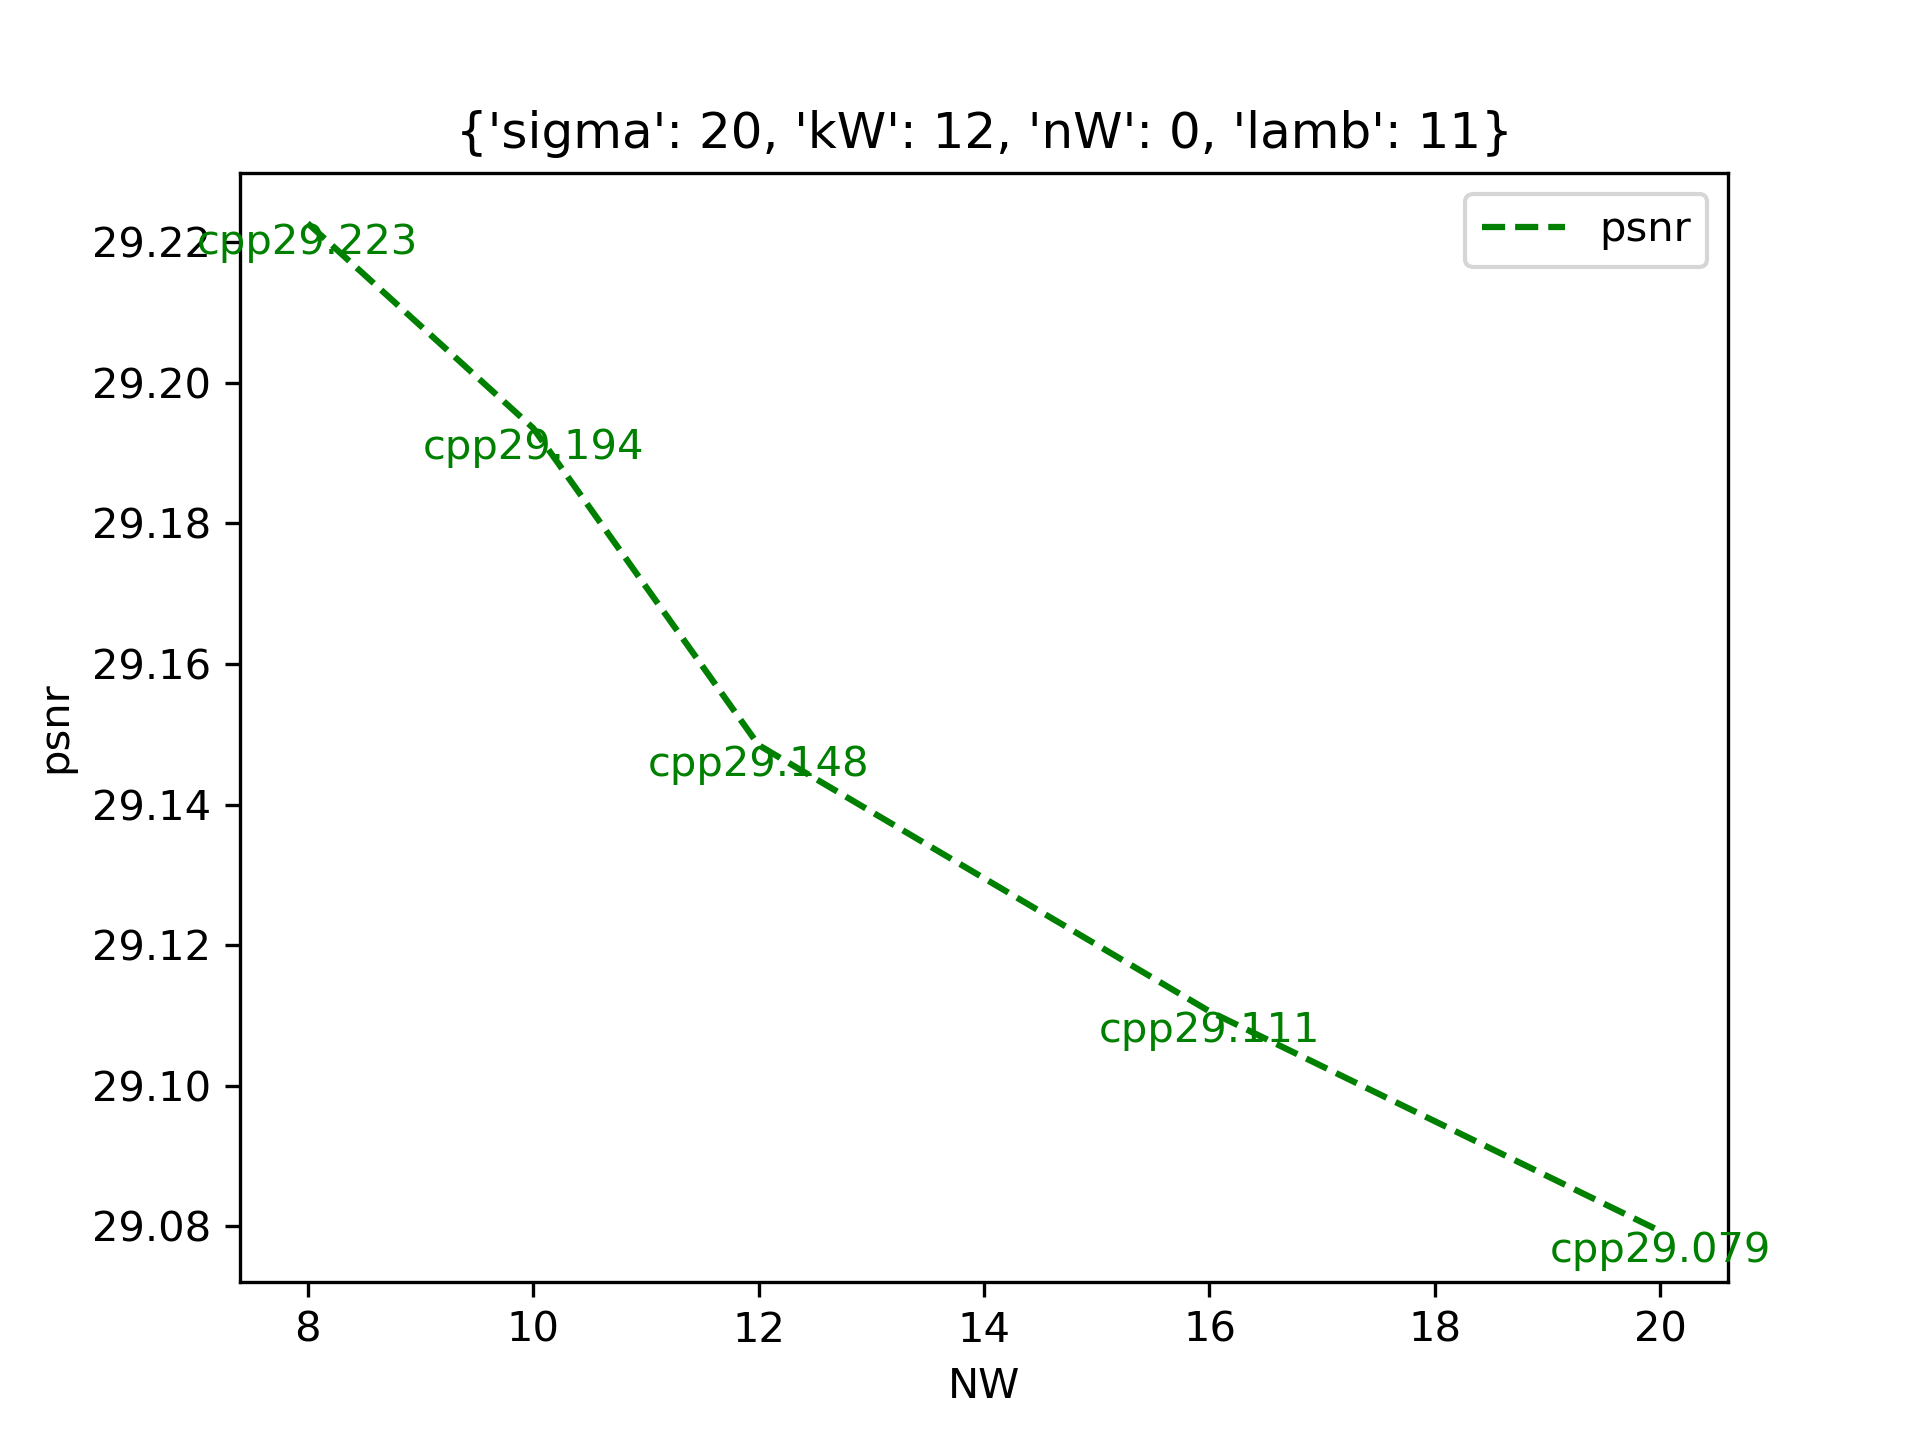 {'sigma': 20, 'kW': 12, 'nW': 0, 'lamb': 11}
psnr
29.22
cpp29.223
29.20
cpp29.194
29.18
29.16
psnr
cpp29.148
29.14
29.12
cpp29.111
29.10
29.08
cpp29.079
8 10 12 14 16 18 20
NW